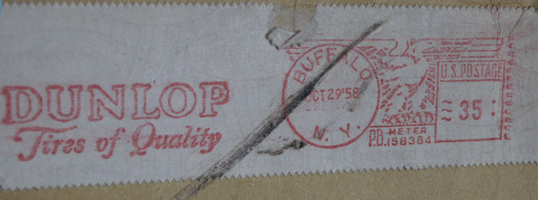 DUNLOP
Tires of Quality
BUFFALO
OCT 29 '58
N. Y.
U.S. POSTAGE
35
METER
P.B. 158384